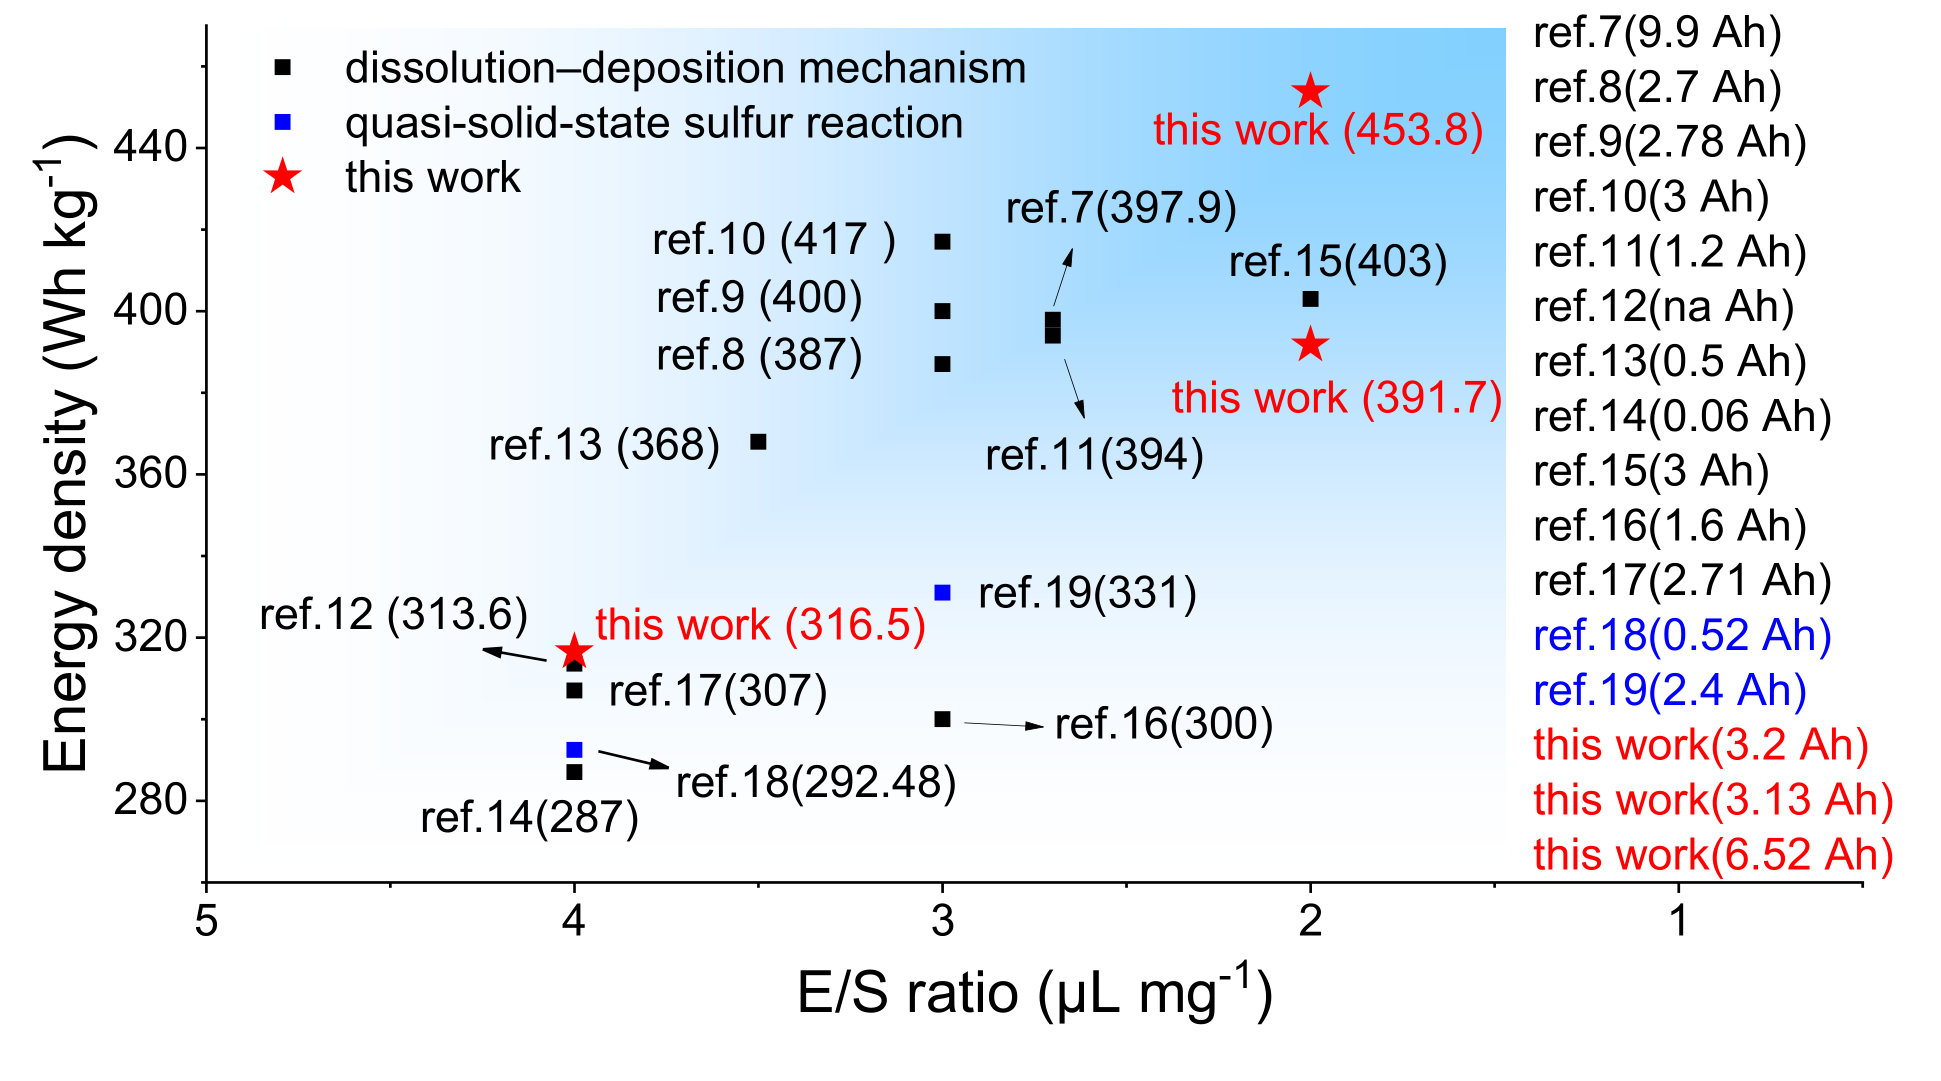 dissolution–deposition mechanism
quasi-solid-state sulfur reaction
this work
Energy density (Wh kg⁻¹)
440
400
360
320
280
this work (453.8)
ref.7(397.9)
ref.10 (417 )
ref.15(403)
ref.9 (400)
ref.8 (387)
this work (391.7)
ref.13 (368)
ref.11(394)
ref.19(331)
ref.12 (313.6)
this work (316.5)
ref.17(307)
ref.16(300)
ref.18(292.48)
ref.14(287)
5
4
3
2
1
E/S ratio (µL mg⁻¹)
ref.7(9.9 Ah)
ref.8(2.7 Ah)
ref.9(2.78 Ah)
ref.10(3 Ah)
ref.11(1.2 Ah)
ref.12(na Ah)
ref.13(0.5 Ah)
ref.14(0.06 Ah)
ref.15(3 Ah)
ref.16(1.6 Ah)
ref.17(2.71 Ah)
ref.18(0.52 Ah)
ref.19(2.4 Ah)
this work(3.2 Ah)
this work(3.13 Ah)
this work(6.52 Ah)